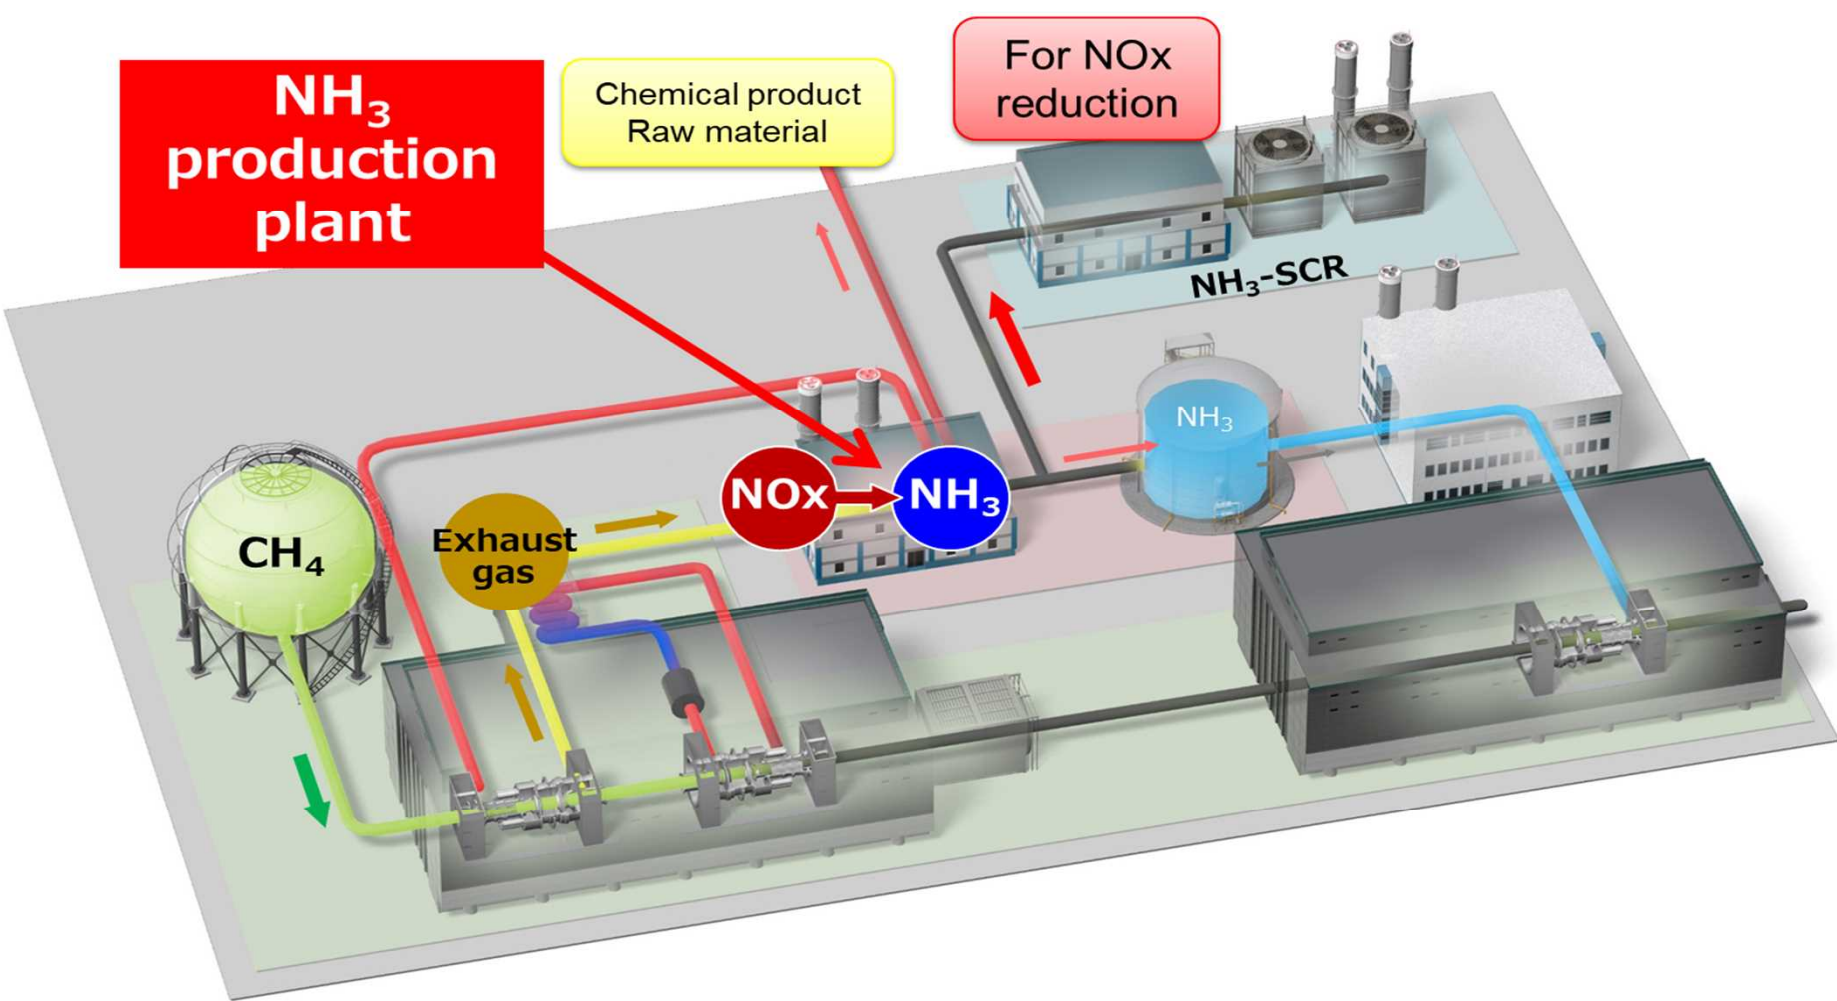 NH₃
production
plant
Chemical product
Raw material
For NOx
reduction
NH₃-SCR
NH₃
NOx
NH₃
Exhaust
gas
CH₄